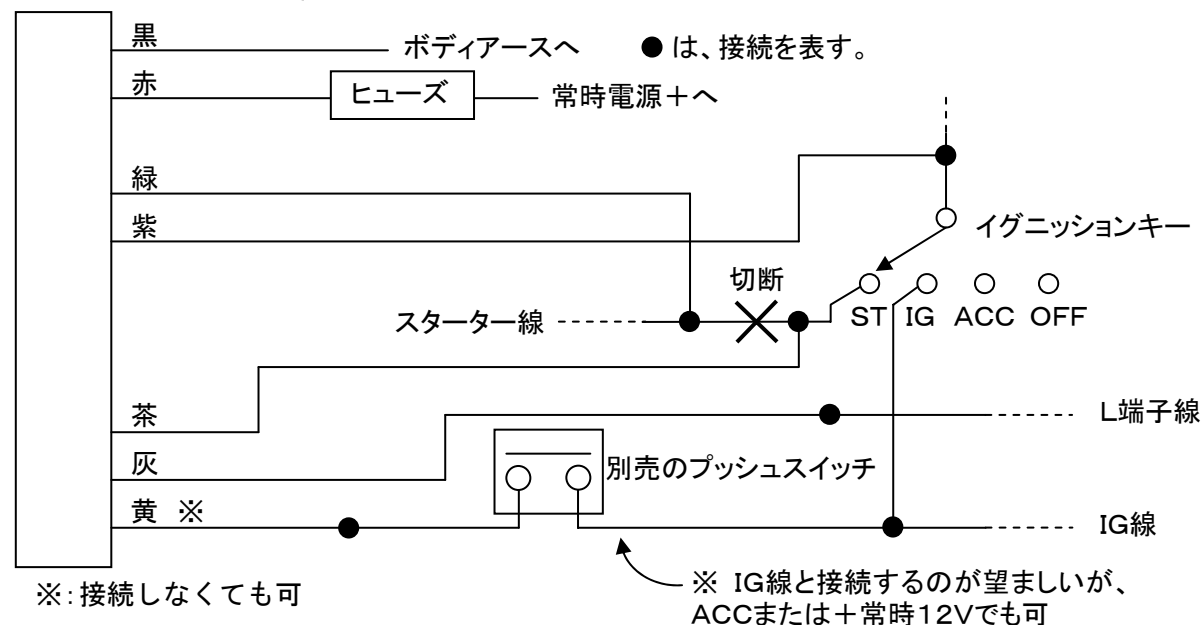 黒
ボディアースへ
●は、接続を表す。
赤
ヒューズ
常時電源＋へ
緑
紫
イグニッションキー
切断
スターター線
ST
IG
ACC
OFF
茶
L端子線
灰
別売のプッシュスイッチ
黄 ※
IG線
※：接続しなくても可
※ IG線と接続するのが望ましいが、
ACCまたは＋常時12Vでも可